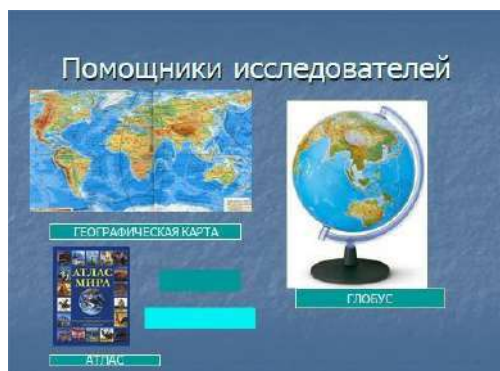 Помощники исследователей
ГЕОГРАФИЧЕСКАЯ КАРТА
АТЛАС
МИРА
ГЛОБУС
АТЛАС